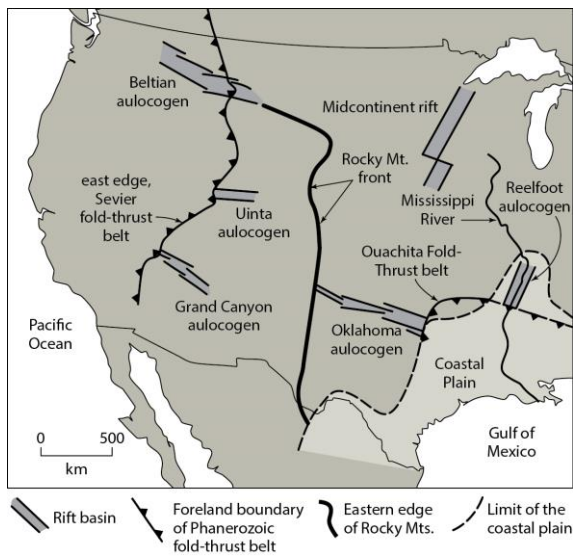 Beltian
aulocogen
Midcontinent rift
Rocky Mt.
front
Reelfoot
aulocogen
Mississippi
River
east edge,
Sevier
fold-thrust
belt
Uinta
aulocogen
Ouachita Fold-
Thrust belt
Grand Canyon
aulocogen
Oklahoma
aulocogen
Pacific
Ocean
Coastal
Plain
Gulf of
Mexico
0 500
km
Rift basin
Foreland boundary
of Phanerozoic
fold-thrust belt
Eastern edge
of Rocky Mts.
Limit of the
coastal plain